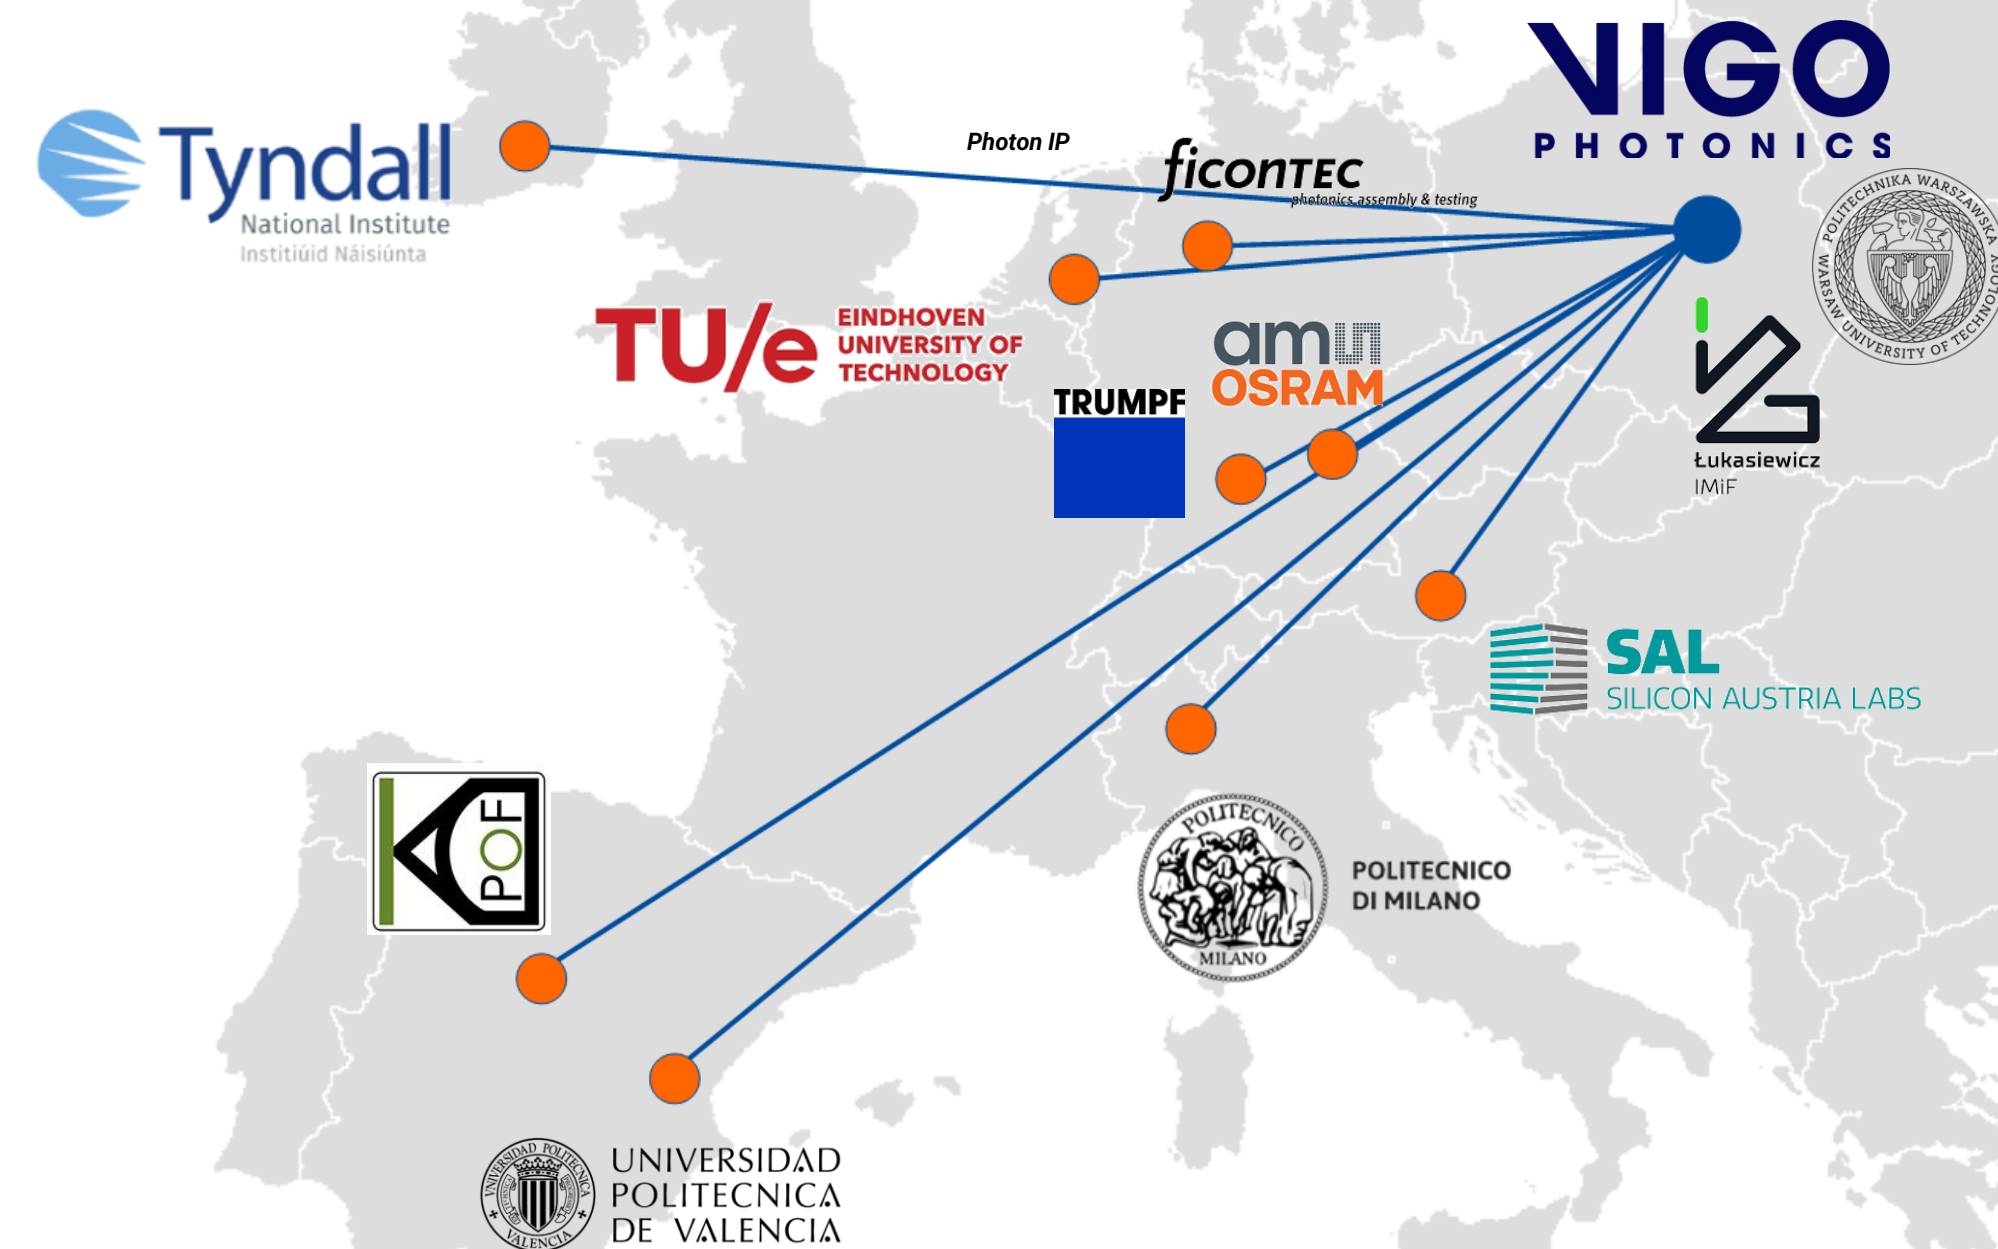 VIGO
PHOTONICS
Tyndall
National Institute
Institiúid Náisiúnta
Photon IP
ficonTEC
photonics assembly & testing
POLITECHNIKA WARSZAWSKA
WARSAW UNIVERSITY OF TECHNOLOGY
TU/e
EINDHOVEN
UNIVERSITY OF
TECHNOLOGY
amu
OSRAM
TRUMPF
Łukasiewicz
IMiF
SAL
SILICON AUSTRIA LABS
KD
POF
POLITECNICO
MILANO
POLITECNICO
DI MILANO
UNIVERSIDAD POLITECNICA
VALENCIA
UNIVERSIDAD
POLITECNICA
DE VALENCIA